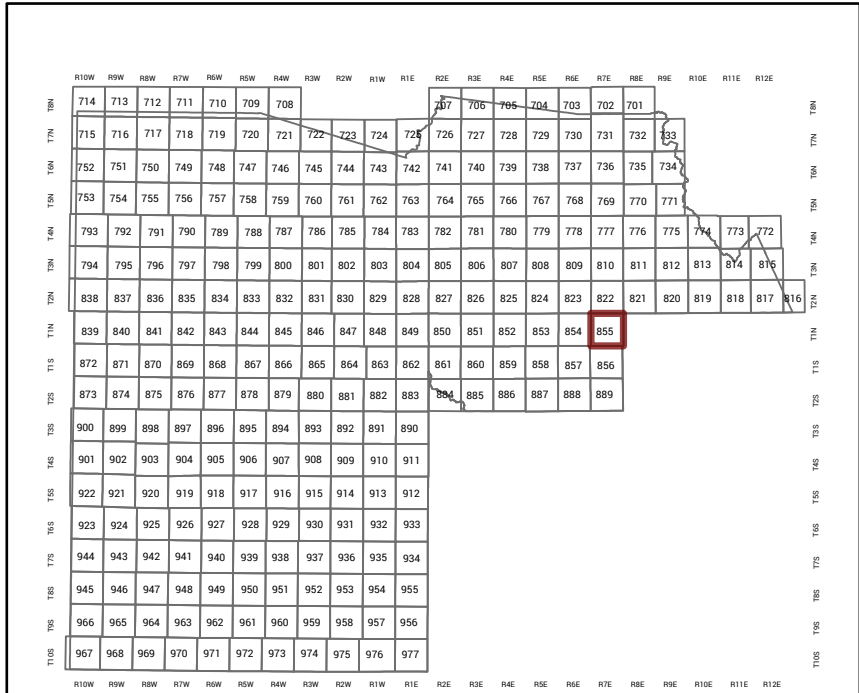 R10W R9W R8W R7W R6W R5W R4W R3W R2W R1W R1E R2E R3E R4E R5E R6E R7E R8E R9E R10E R11E R12E
T8N 714 713 712 711 710 709 708 707 706 705 704 703 702 701 T8N
T7N 715 716 717 718 719 720 721 722 723 724 725 726 727 728 729 730 731 732 733 T7N
T6N 752 751 750 749 748 747 746 745 744 743 742 741 740 739 738 737 736 735 734 T6N
T5N 753 754 755 756 757 758 759 760 761 762 763 764 765 766 767 768 769 770 771 T5N
T4N 793 792 791 790 789 788 787 786 785 784 783 782 781 780 779 778 777 776 775 774 773 772 T4N
T3N 794 795 796 797 798 799 800 801 802 803 804 805 806 807 808 809 810 811 812 813 814 815 T3N
T2N 838 837 836 835 834 833 832 831 830 829 828 827 826 825 824 823 822 821 820 819 818 817 816 T2N
T1N 839 840 841 842 843 844 845 846 847 848 849 850 851 852 853 854 855 T1N
T1S 872 871 870 869 868 867 866 865 864 863 862 861 860 859 858 857 856 T1S
T2S 873 874 875 876 877 878 879 880 881 882 883 884 885 886 887 888 889 T2S
T3S 900 899 898 897 896 895 894 893 892 891 890 T3S
T4S 901 902 903 904 905 906 907 908 909 910 911 T4S
T5S 922 921 920 919 918 917 916 915 914 913 912 T5S
T6S 923 924 925 926 927 928 929 930 931 932 933 T6S
T7S 944 943 942 941 940 939 938 937 936 935 934 T7S
T8S 945 946 947 948 949 950 951 952 953 954 955 T8S
T9S 966 965 964 963 962 961 960 959 958 957 956 T9S
T10S 967 968 969 970 971 972 973 974 975 976 977 T10S
R10W R9W R8W R7W R6W R5W R4W R3W R2W R1W R1E R2E R3E R4E R5E R6E R7E R8E R9E R10E R11E R12E